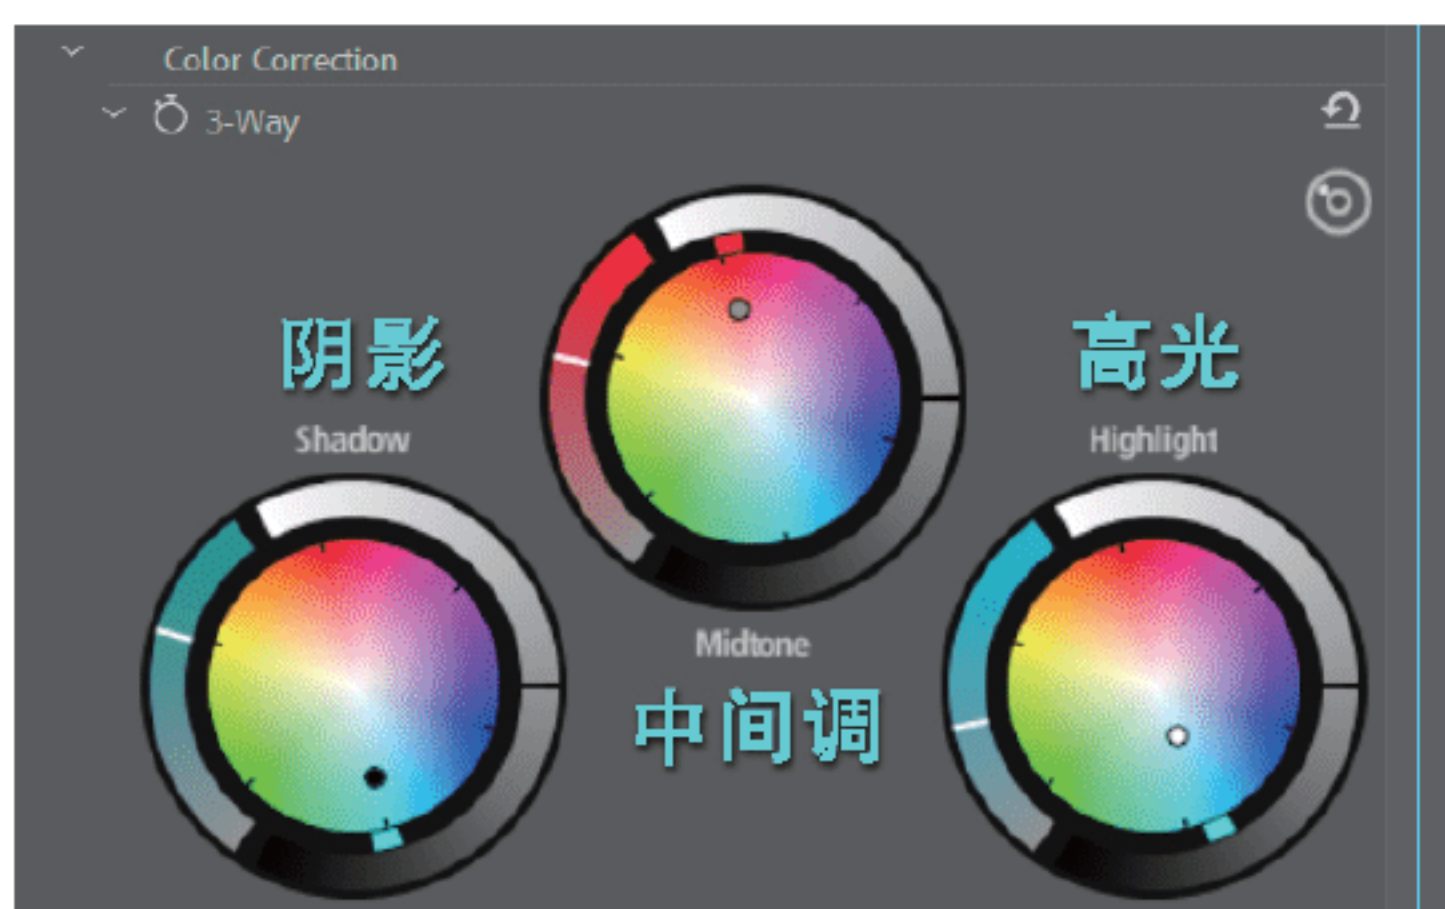 Color Correction
3-Way
阴影
高光
Shadow
Highlight
Midtone
中间调